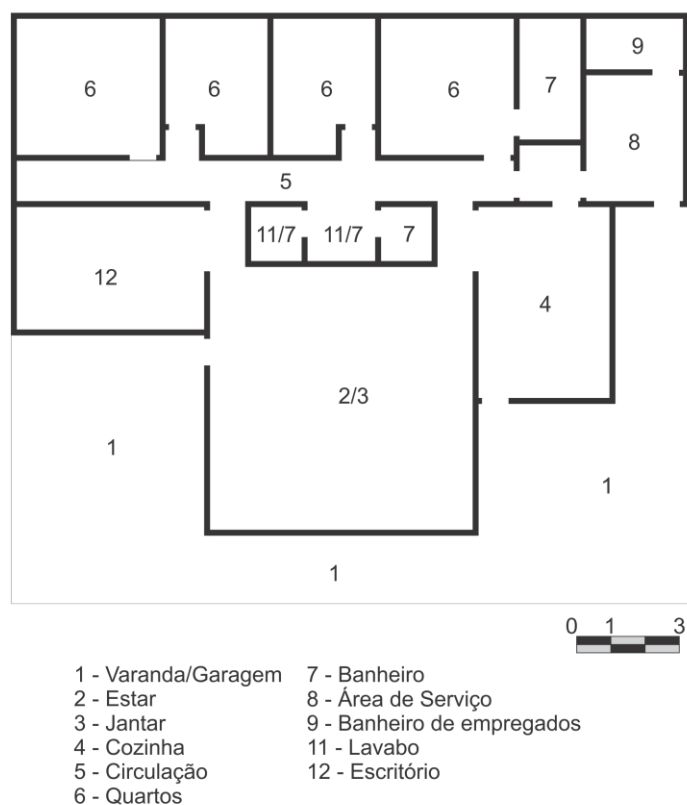 9
6
6
6
6
7
8
5
11/7
11/7
7
12
4
2/3
1
1
1
0 1 3
1 - Varanda/Garagem
2 - Estar
3 - Jantar
4 - Cozinha
5 - Circulação
6 - Quartos
7 - Banheiro
8 - Área de Serviço
9 - Banheiro de empregados
11 - Lavabo
12 - Escritório